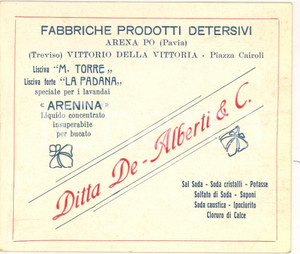 FABBRICHE PRODOTTI DETERSIVI
ARENA PO (Pavia)
(Treviso) VITTORIO DELLA VITTORIA - Piazza Cairoli
Lisciva "M. TORRE"
Lisciva forte "LA PADANA"
speciale per i lavandai
« ARENINA »
Liquido concentrato
insuperabile
per bucato
Ditta De-Alberti & C.
Sal Soda - Soda cristalli - Potasse
Solfato di Soda - Saponi
Soda caustica - Ipoclorito
Cloruro di Calce